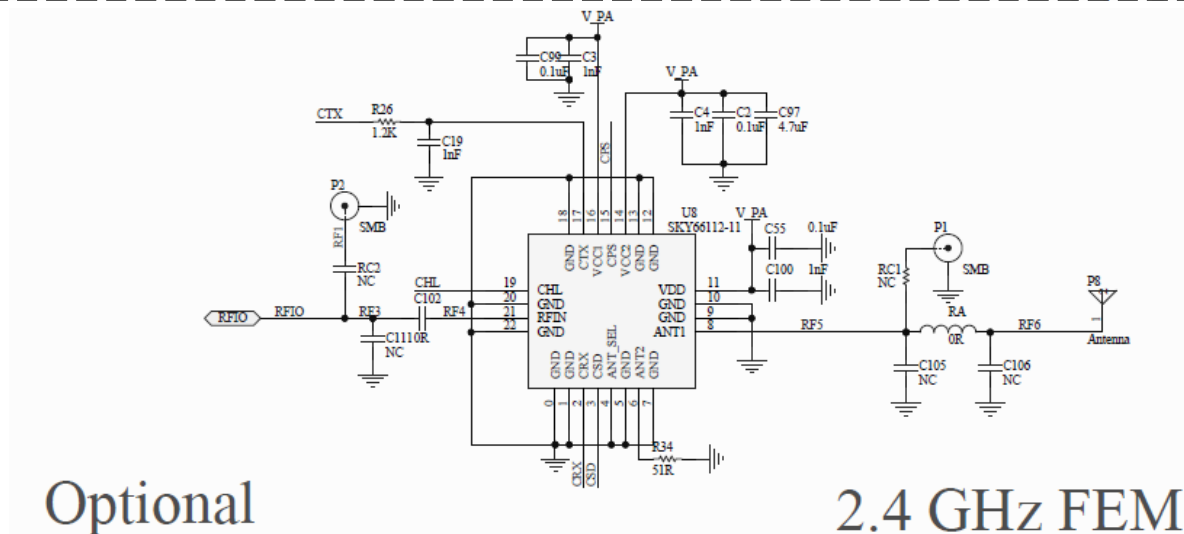 V_PA
C99
0.1uF
C3
1nF
V_PA
C4
1nF
C2
0.1uF
C97
4.7uF
CTX
R26
1.2K
C19
1nF
CPS
P2
SMB
RF1
RC2
NC
18
17
16
15
14
13
12
GND
CTX
VCC1
CPS
VCC2
GND
GND
U8
SKY66112-11
V_PA
C55
0.1uF
C100
1nF
P1
SMB
RC1
NC
P8
1
Antenna
CHL
19
CHL
20
GND
21
RFIN
22
GND
VDD
11
GND
10
GND
9
ANT1
8
RFIO
RFIO
RF3
C102
RF4
C111
0R
NC
RF5
RA
0R
RF6
C105
NC
C106
NC
GND
GND
CRX
CSD
ANT_SEL
GND
ANT2
GND
0
1
2
3
4
5
6
7
CRX
CSD
R34
51R
Optional
2.4 GHz FEM